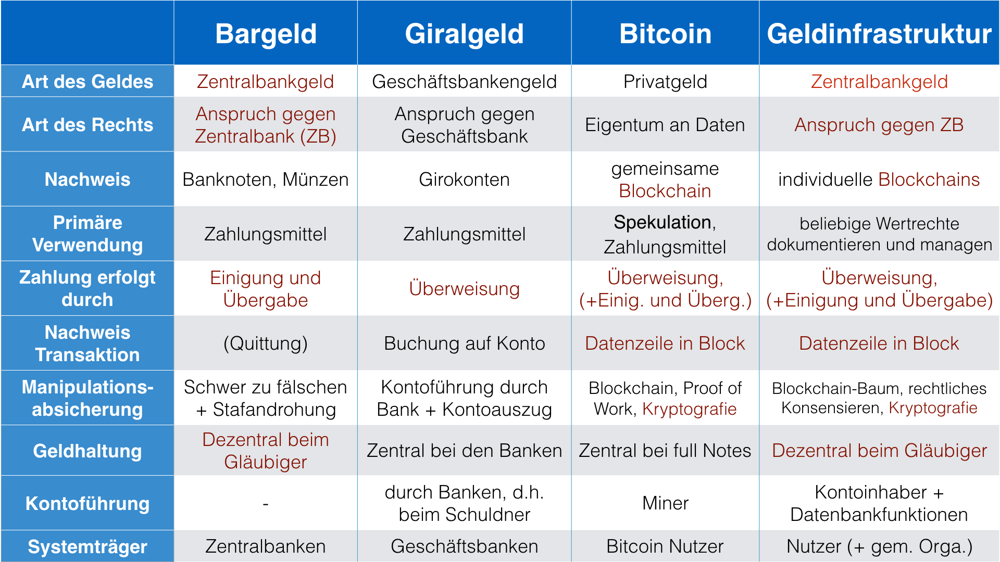 Bargeld
Giralgeld
Bitcoin
Geldinfrastruktur
Art des Geldes
Zentralbankgeld
Geschäftsbankengeld
Privatgeld
Zentralbankgeld
Art des Rechts
Anspruch gegen
Zentralbank (ZB)
Anspruch gegen
Geschäftsbank
Eigentum an Daten
Anspruch gegen ZB
Nachweis
Banknoten, Münzen
Girokonten
gemeinsame
Blockchain
individuelle Blockchains
Primäre
Verwendung
Zahlungsmittel
Zahlungsmittel
Spekulation,
Zahlungsmittel
beliebige Wertrechte
dokumentieren und managen
Zahlung erfolgt
durch
Einigung und
Übergabe
Überweisung
Überweisung,
(+Einig. und Überg.)
Überweisung,
(+Einigung und Übergabe)
Nachweis
Transaktion
(Quittung)
Buchung auf Konto
Datenzeile in Block
Datenzeile in Block
Manipulations-
absicherung
Schwer zu fälschen
+ Stafandrohung
Kontoführung durch
Bank + Kontoauszug
Blockchain, Proof of
Work, Kryptografie
Blockchain-Baum, rechtliches
Konsensieren, Kryptografie
Geldhaltung
Dezentral beim
Gläubiger
Zentral bei den Banken
Zentral bei full Notes
Dezentral beim Gläubiger
Kontoführung
-
durch Banken, d.h.
beim Schuldner
Miner
Kontoinhaber +
Datenbankfunktionen
Systemträger
Zentralbanken
Geschäftsbanken
Bitcoin Nutzer
Nutzer (+ gem. Orga.)